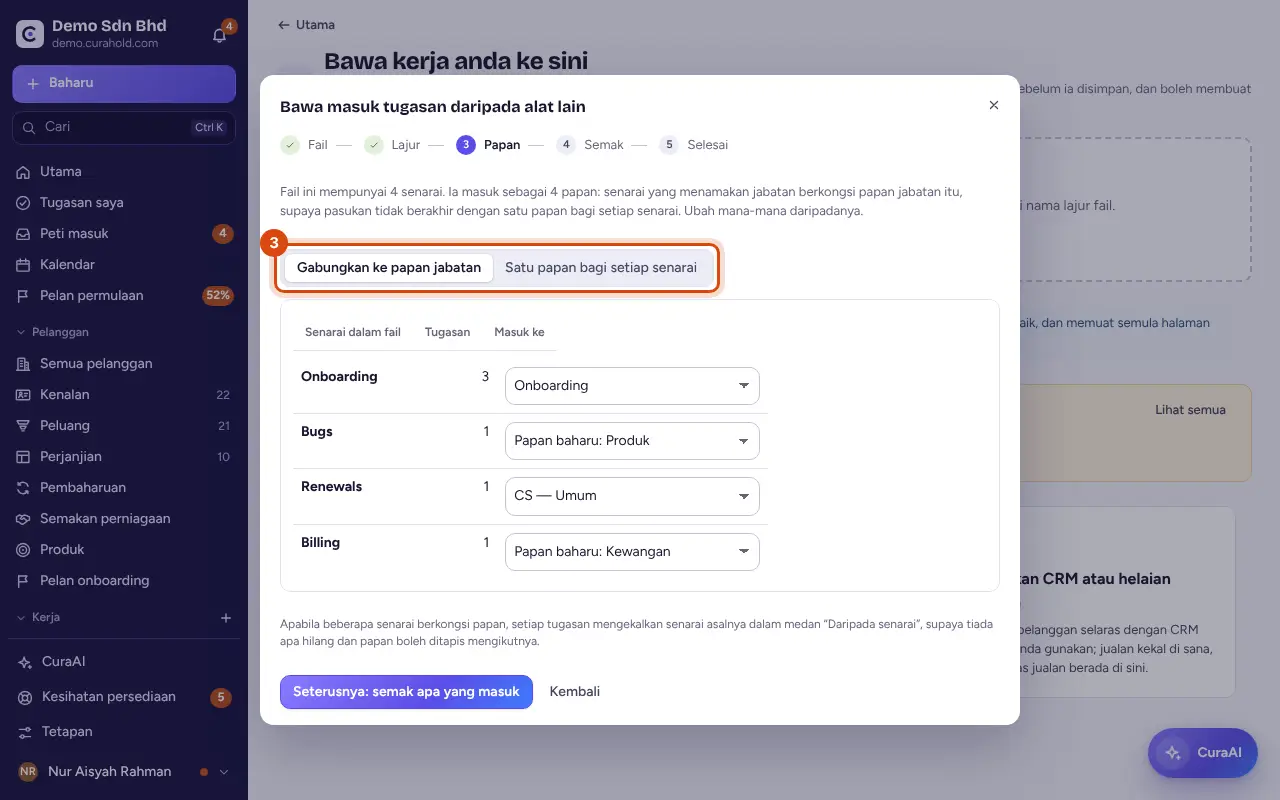 Demo Sdn Bhd
demo.curahold.com
4
Baharu
Cari
Ctrl K
Utama
Tugasan saya
Peti masuk
4
Kalendar
Pelan permulaan
52%
Pelanggan
Semua pelanggan
Kenalan
22
Peluang
21
Perjanjian
10
Pembaharuan
Semakan perniagaan
Produk
Pelan onboarding
Kerja
CuraAI
Kesihatan persediaan
5
Tetapan
NR
Nur Aisyah Rahman
Utama
Bawa kerja anda ke sini
ebelum ia disimpan, dan boleh membuat
i nama lajur fail.
aik, dan memuat semula halaman
Lihat semua
kan CRM atau helaian
pelanggan selaras dengan CRM
nda gunakan; jualan kekal di sana,
as jualan berada di sini.
CuraAI
Bawa masuk tugasan daripada alat lain
Fail
Lajur
3
Papan
4
Semak
5
Selesai
Fail ini mempunyai 4 senarai. Ia masuk sebagai 4 papan: senarai yang menamakan jabatan berkongsi papan jabatan itu,
supaya pasukan tidak berakhir dengan satu papan bagi setiap senarai. Ubah mana-mana daripadanya.
3
Gabungkan ke papan jabatan
Satu papan bagi setiap senarai
Senarai dalam fail
Tugasan
Masuk ke
Onboarding
3
Onboarding
Bugs
1
Papan baharu: Produk
Renewals
1
CS — Umum
Billing
1
Papan baharu: Kewangan
Apabila beberapa senarai berkongsi papan, setiap tugasan mengekalkan senarai asalnya dalam medan “Daripada senarai”, supaya tiada
apa hilang dan papan boleh ditapis mengikutnya.
Seterusnya: semak apa yang masuk
Kembali